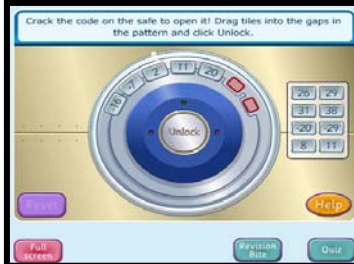 Crack the code on the safe to open it! Drag tiles into the gaps in
the pattern and click Unlock.
-16 -7 2 11 20
26 29
31 38
-20 -29
8 11
Unlock
Reset
Help
Full
screen
Revision
Bite
Quiz